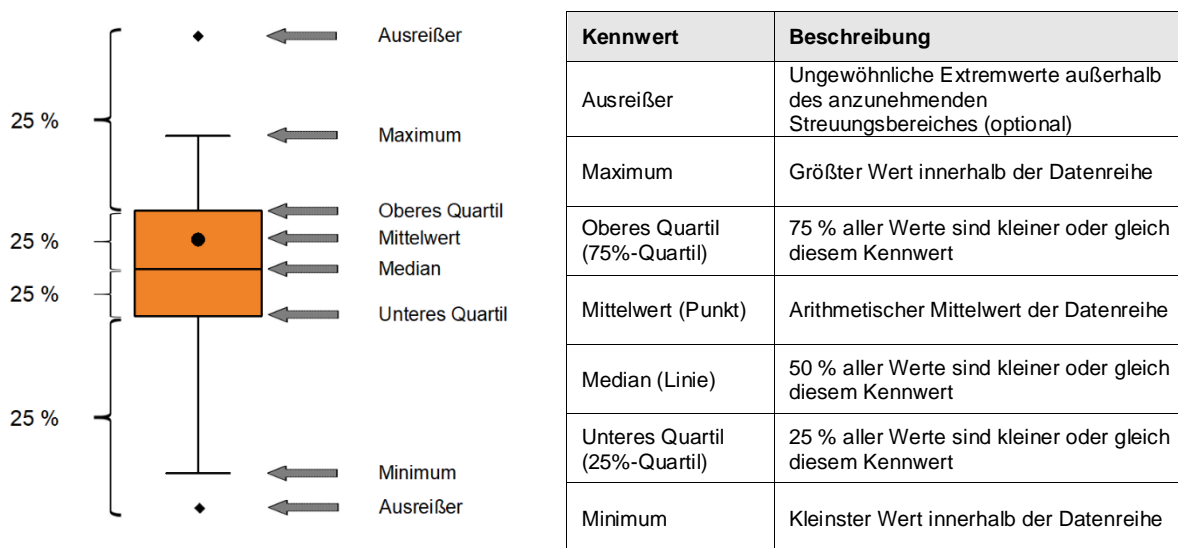 25 %
25 %
25 %
25 %
Ausreißer
Maximum
Oberes Quartil
Mittelwert
Median
Unteres Quartil
Minimum
Ausreißer
Kennwert Beschreibung
Ausreißer
Ungewöhnliche Extremwerte außerhalb
des anzunehmenden
Streuungsbereiches (optional)
Maximum
Größter Wert innerhalb der Datenreihe
Oberes Quartil
(75%-Quartil)
75 % aller Werte sind kleiner oder gleich
diesem Kennwert
Mittelwert (Punkt)
Arithmetischer Mittelwert der Datenreihe
Median (Linie)
50 % aller Werte sind kleiner oder gleich
diesem Kennwert
Unteres Quartil
(25%-Quartil)
25 % aller Werte sind kleiner oder gleich
diesem Kennwert
Minimum
Kleinster Wert innerhalb der Datenreihe